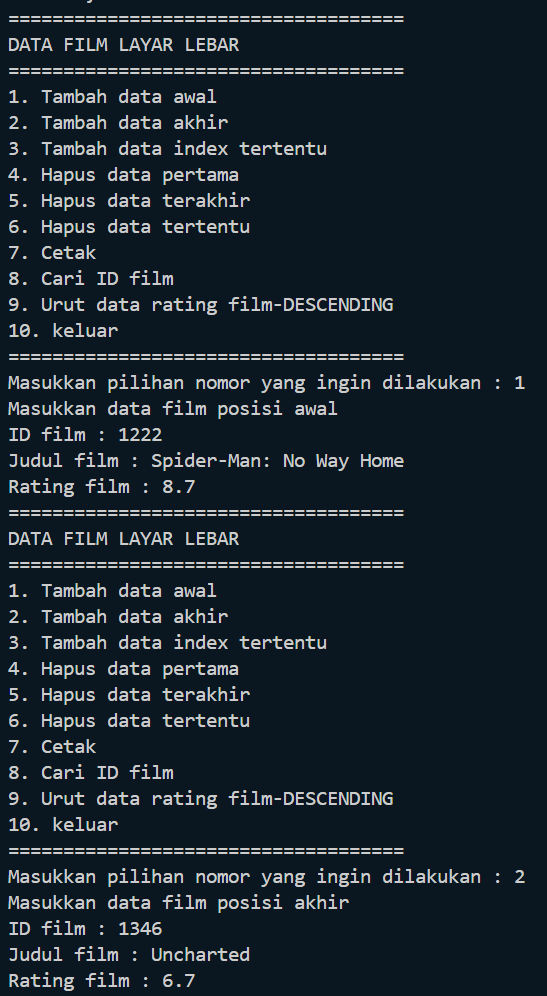 ====================================
DATA FILM LAYAR LEBAR
====================================
1. Tambah data awal
2. Tambah data akhir
3. Tambah data index tertentu
4. Hapus data pertama
5. Hapus data terakhir
6. Hapus data tertentu
7. Cetak
8. Cari ID film
9. Urut data rating film-DESCENDING
10. keluar
====================================
Masukkan pilihan nomor yang ingin dilakukan : 1
Masukkan data film posisi awal
ID film : 1222
Judul film : Spider-Man: No Way Home
Rating film : 8.7
====================================
DATA FILM LAYAR LEBAR
====================================
1. Tambah data awal
2. Tambah data akhir
3. Tambah data index tertentu
4. Hapus data pertama
5. Hapus data terakhir
6. Hapus data tertentu
7. Cetak
8. Cari ID film
9. Urut data rating film-DESCENDING
10. keluar
====================================
Masukkan pilihan nomor yang ingin dilakukan : 2
Masukkan data film posisi akhir
ID film : 1346
Judul film : Uncharted
Rating film : 6.7